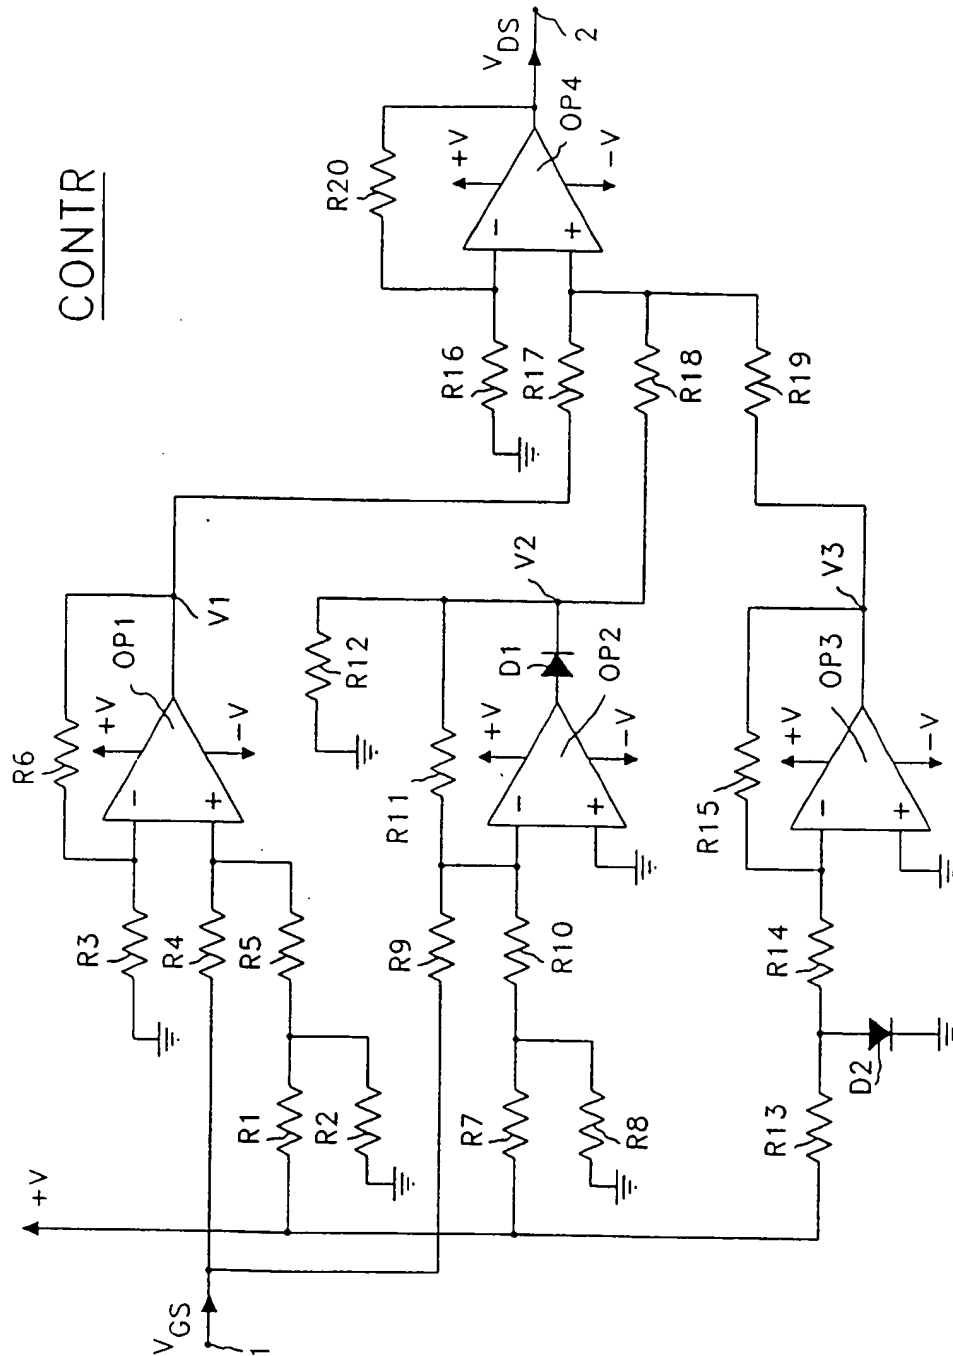 CONTR
V_DS
2
OP4
+V
-V
R20
-
+
R16
R17
R18
R19
V1
OP1
R6
+V
-V
-
+
R3
R4
R5
R1
R2
R12
V2
D1
OP2
R11
+V
-V
-
+
R9
R10
R7
R8
V3
OP3
+V
-V
R15
-
+
R14
D2
R13
+V
V_GS
1